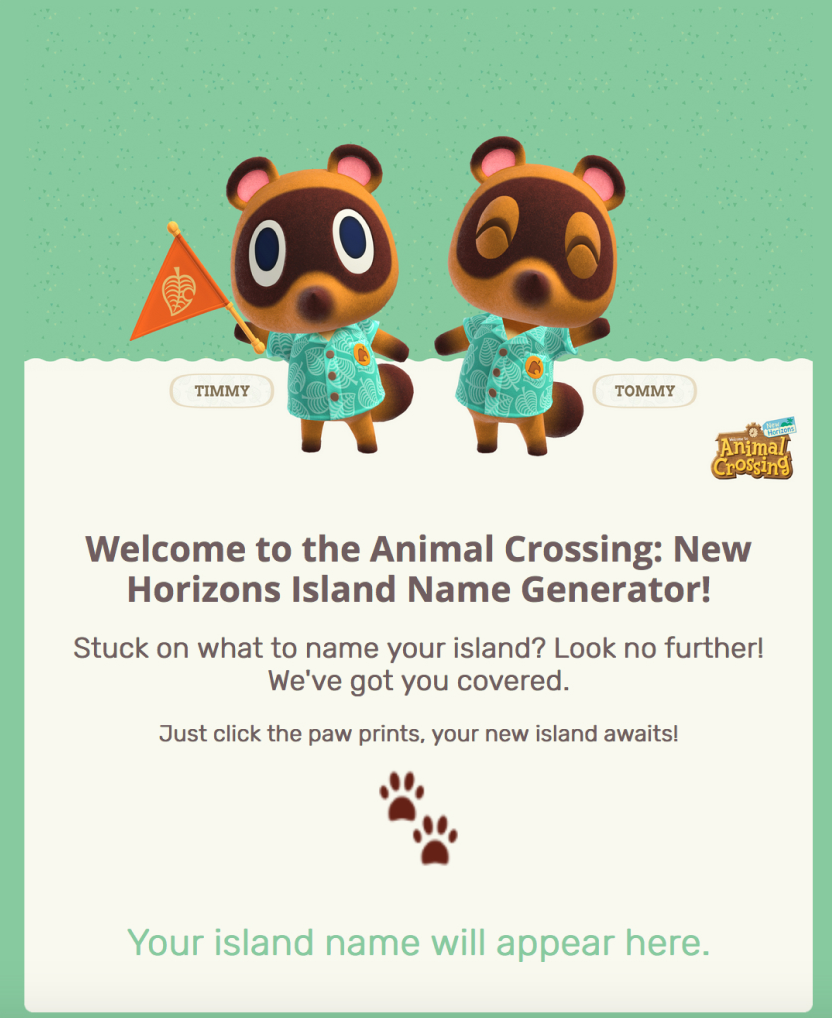 TIMMY
TOMMY
Welcome to
New
Horizons
Animal
Crossing
Welcome to the Animal Crossing: New
Horizons Island Name Generator!
Stuck on what to name your island? Look no further!
We've got you covered.
Just click the paw prints, your new island awaits!
Your island name will appear here.